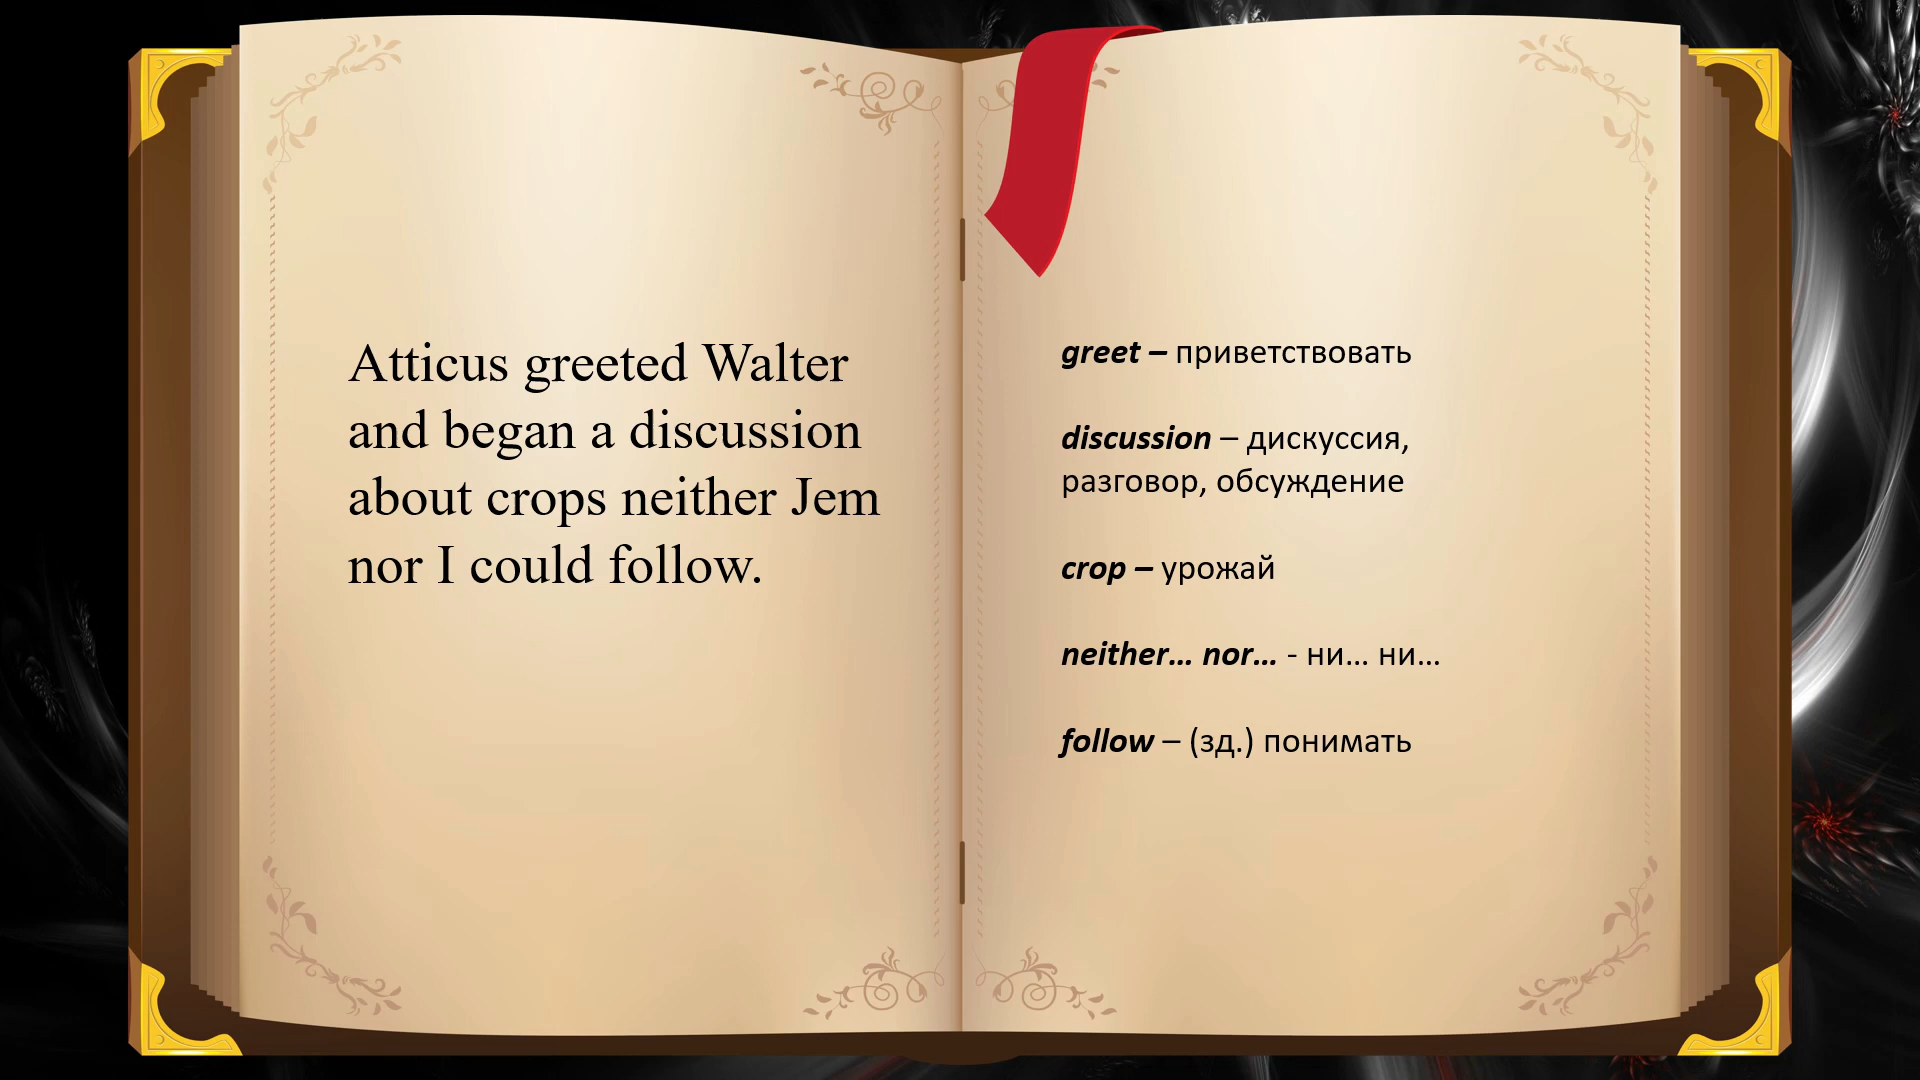 Atticus greeted Walter
and began a discussion
about crops neither Jem
nor I could follow.
greet – приветствовать
discussion – дискуссия,
разговор, обсуждение
crop – урожай
neither… nor… - ни… ни…
follow – (зд.) понимать